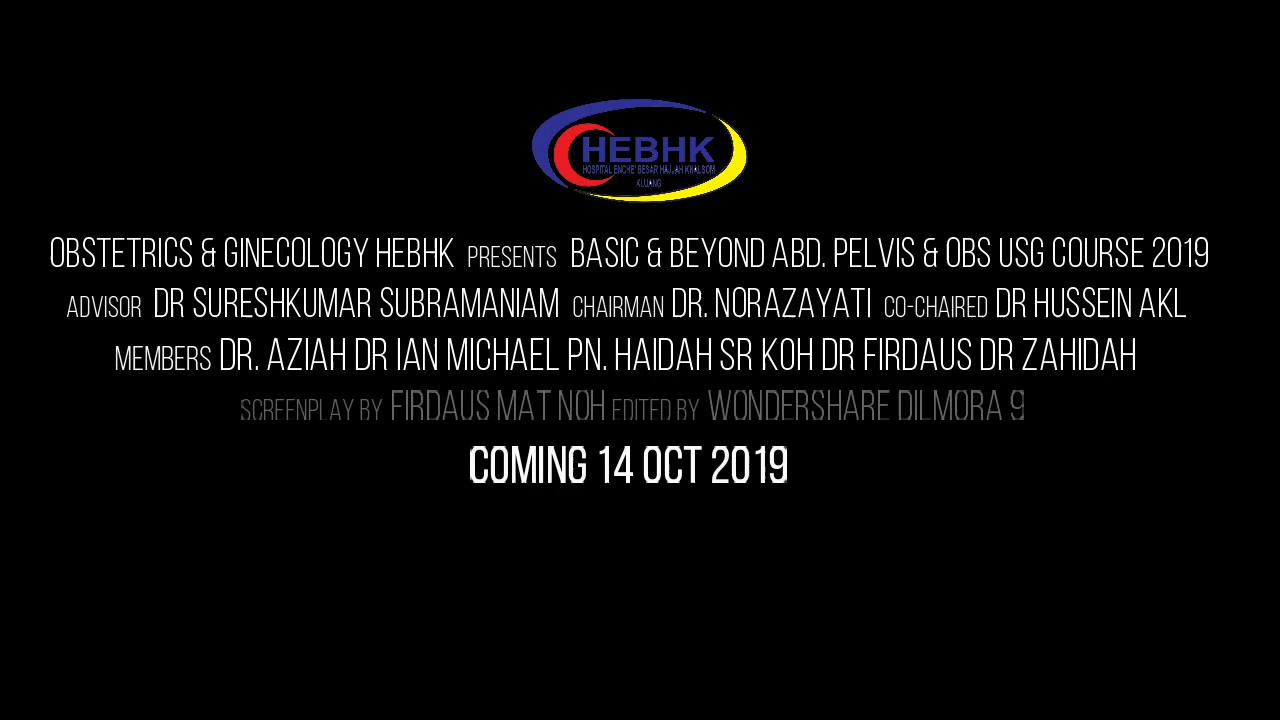 HEBHK
HOSPITAL ENCHE' BESAR HAJJAH KHALSOM
KLUANG
OBSTETRICS & GINECOLOGY HEBHK PRESENTS BASIC & BEYOND ABD. PELVIS & OBS USG COURSE 2019
ADVISOR DR SURESHKUMAR SUBRAMANIAM CHAIRMAN DR. NORAZAYATI CO-CHAIRED DR HUSSEIN AKL
MEMBERS DR. AZIAH DR IAN MICHAEL PN. HAIDAH SR KOH DR FIRDAUS DR ZAHIDAH
SCREENPLAY BY FIRDAUS MAT NOH EDITED BY WONDERSHARE DILMORA 9
COMING 14 OCT 2019